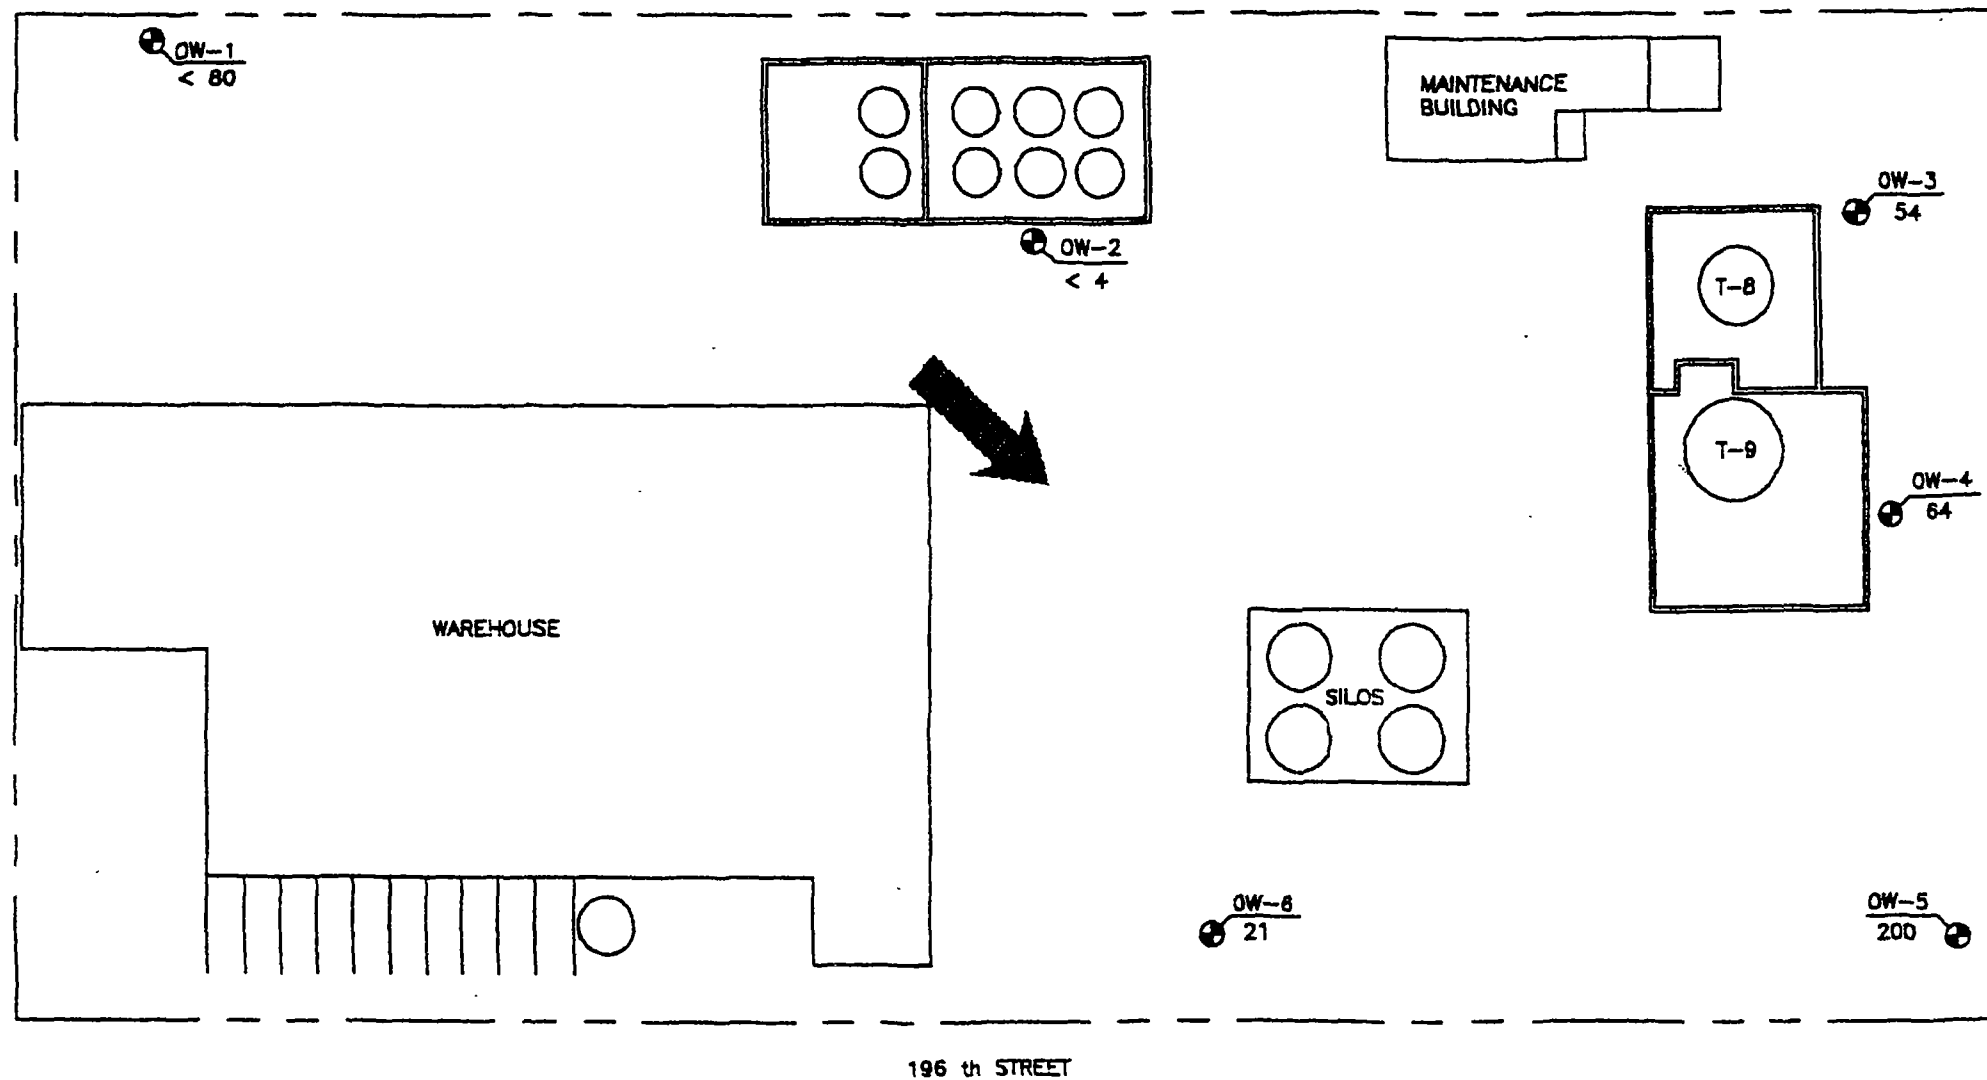 OW-1
< 80
MAINTENANCE
BUILDING
OW-3
54
OW-2
< 4
T-8
T-9
OW-4
64
WAREHOUSE
SILOS
OW-6
21
OW-5
200
196 th STREET